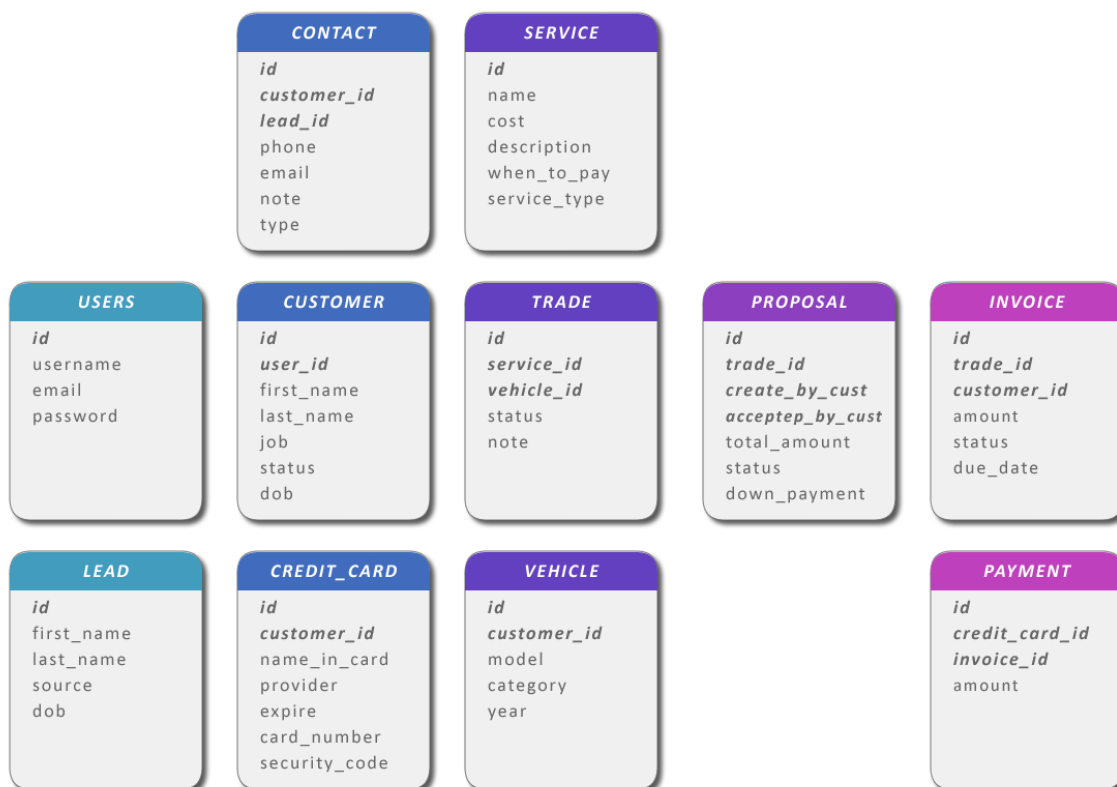 CONTACT
id
customer_id
lead_id
phone
email
note
type
SERVICE
id
name
cost
description
when_to_pay
service_type
USERS
id
username
email
password
CUSTOMER
id
user_id
first_name
last_name
job
status
dob
TRADE
id
service_id
vehicle_id
status
note
PROPOSAL
id
trade_id
create_by_cust
acceptep_by_cust
total_amount
status
down_payment
INVOICE
id
trade_id
customer_id
amount
status
due_date
LEAD
id
first_name
last_name
source
dob
CREDIT_CARD
id
customer_id
name_in_card
provider
expire
card_number
security_code
VEHICLE
id
customer_id
model
category
year
PAYMENT
id
credit_card_id
invoice_id
amount